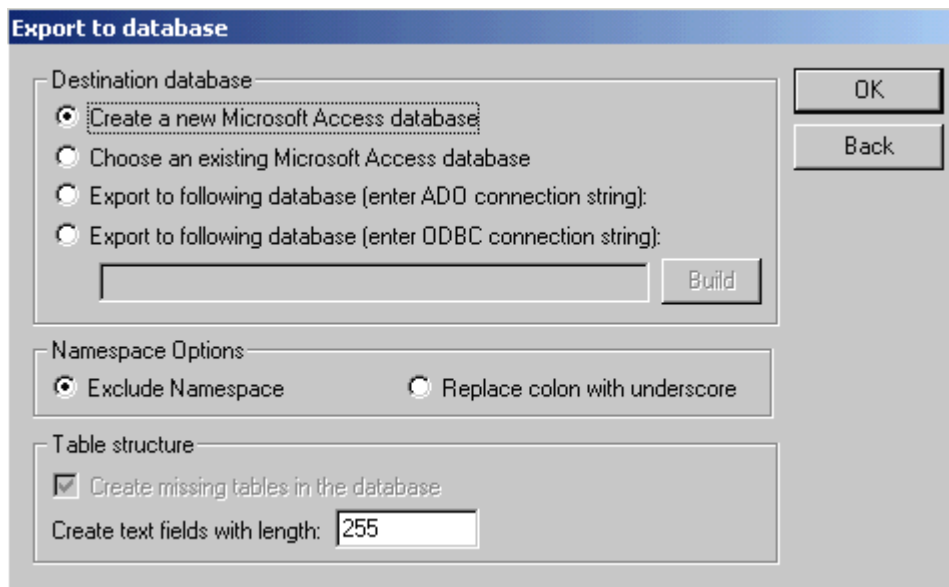 Export to database
Destination database
OK
Create a new Microsoft Access database
Back
Choose an existing Microsoft Access database
Export to following database (enter ADO connection string):
Export to following database (enter ODBC connection string):
Build
Namespace Options
Exclude Namespace
Replace colon with underscore
Table structure
Create missing tables in the database
Create text fields with length: 255